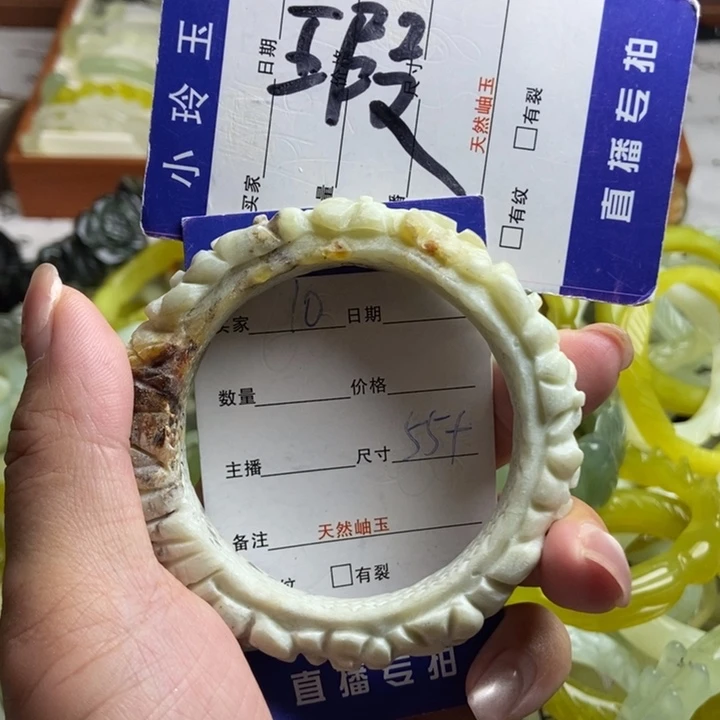 小玲玉
日期
瑕
尺寸
买家
天然岫玉
□有裂
□有纹
直播专拍
买家 10 日期
数量 价格
主播 尺寸 55+
备注 天然岫玉
纹 □有裂
直播专拍